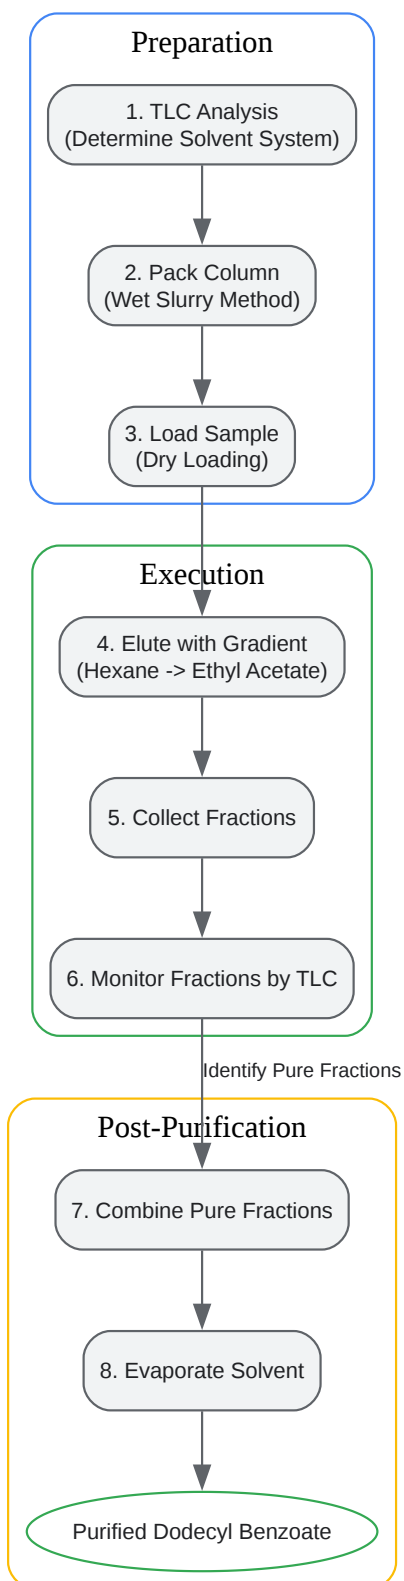 Preparation
1. TLC Analysis
(Determine Solvent System)
2. Pack Column
(Wet Slurry Method)
3. Load Sample
(Dry Loading)
Execution
4. Elute with Gradient
(Hexane -> Ethyl Acetate)
5. Collect Fractions
6. Monitor Fractions by TLC
Identify Pure Fractions
Post-Purification
7. Combine Pure Fractions
8. Evaporate Solvent
Purified Dodecyl Benzoate